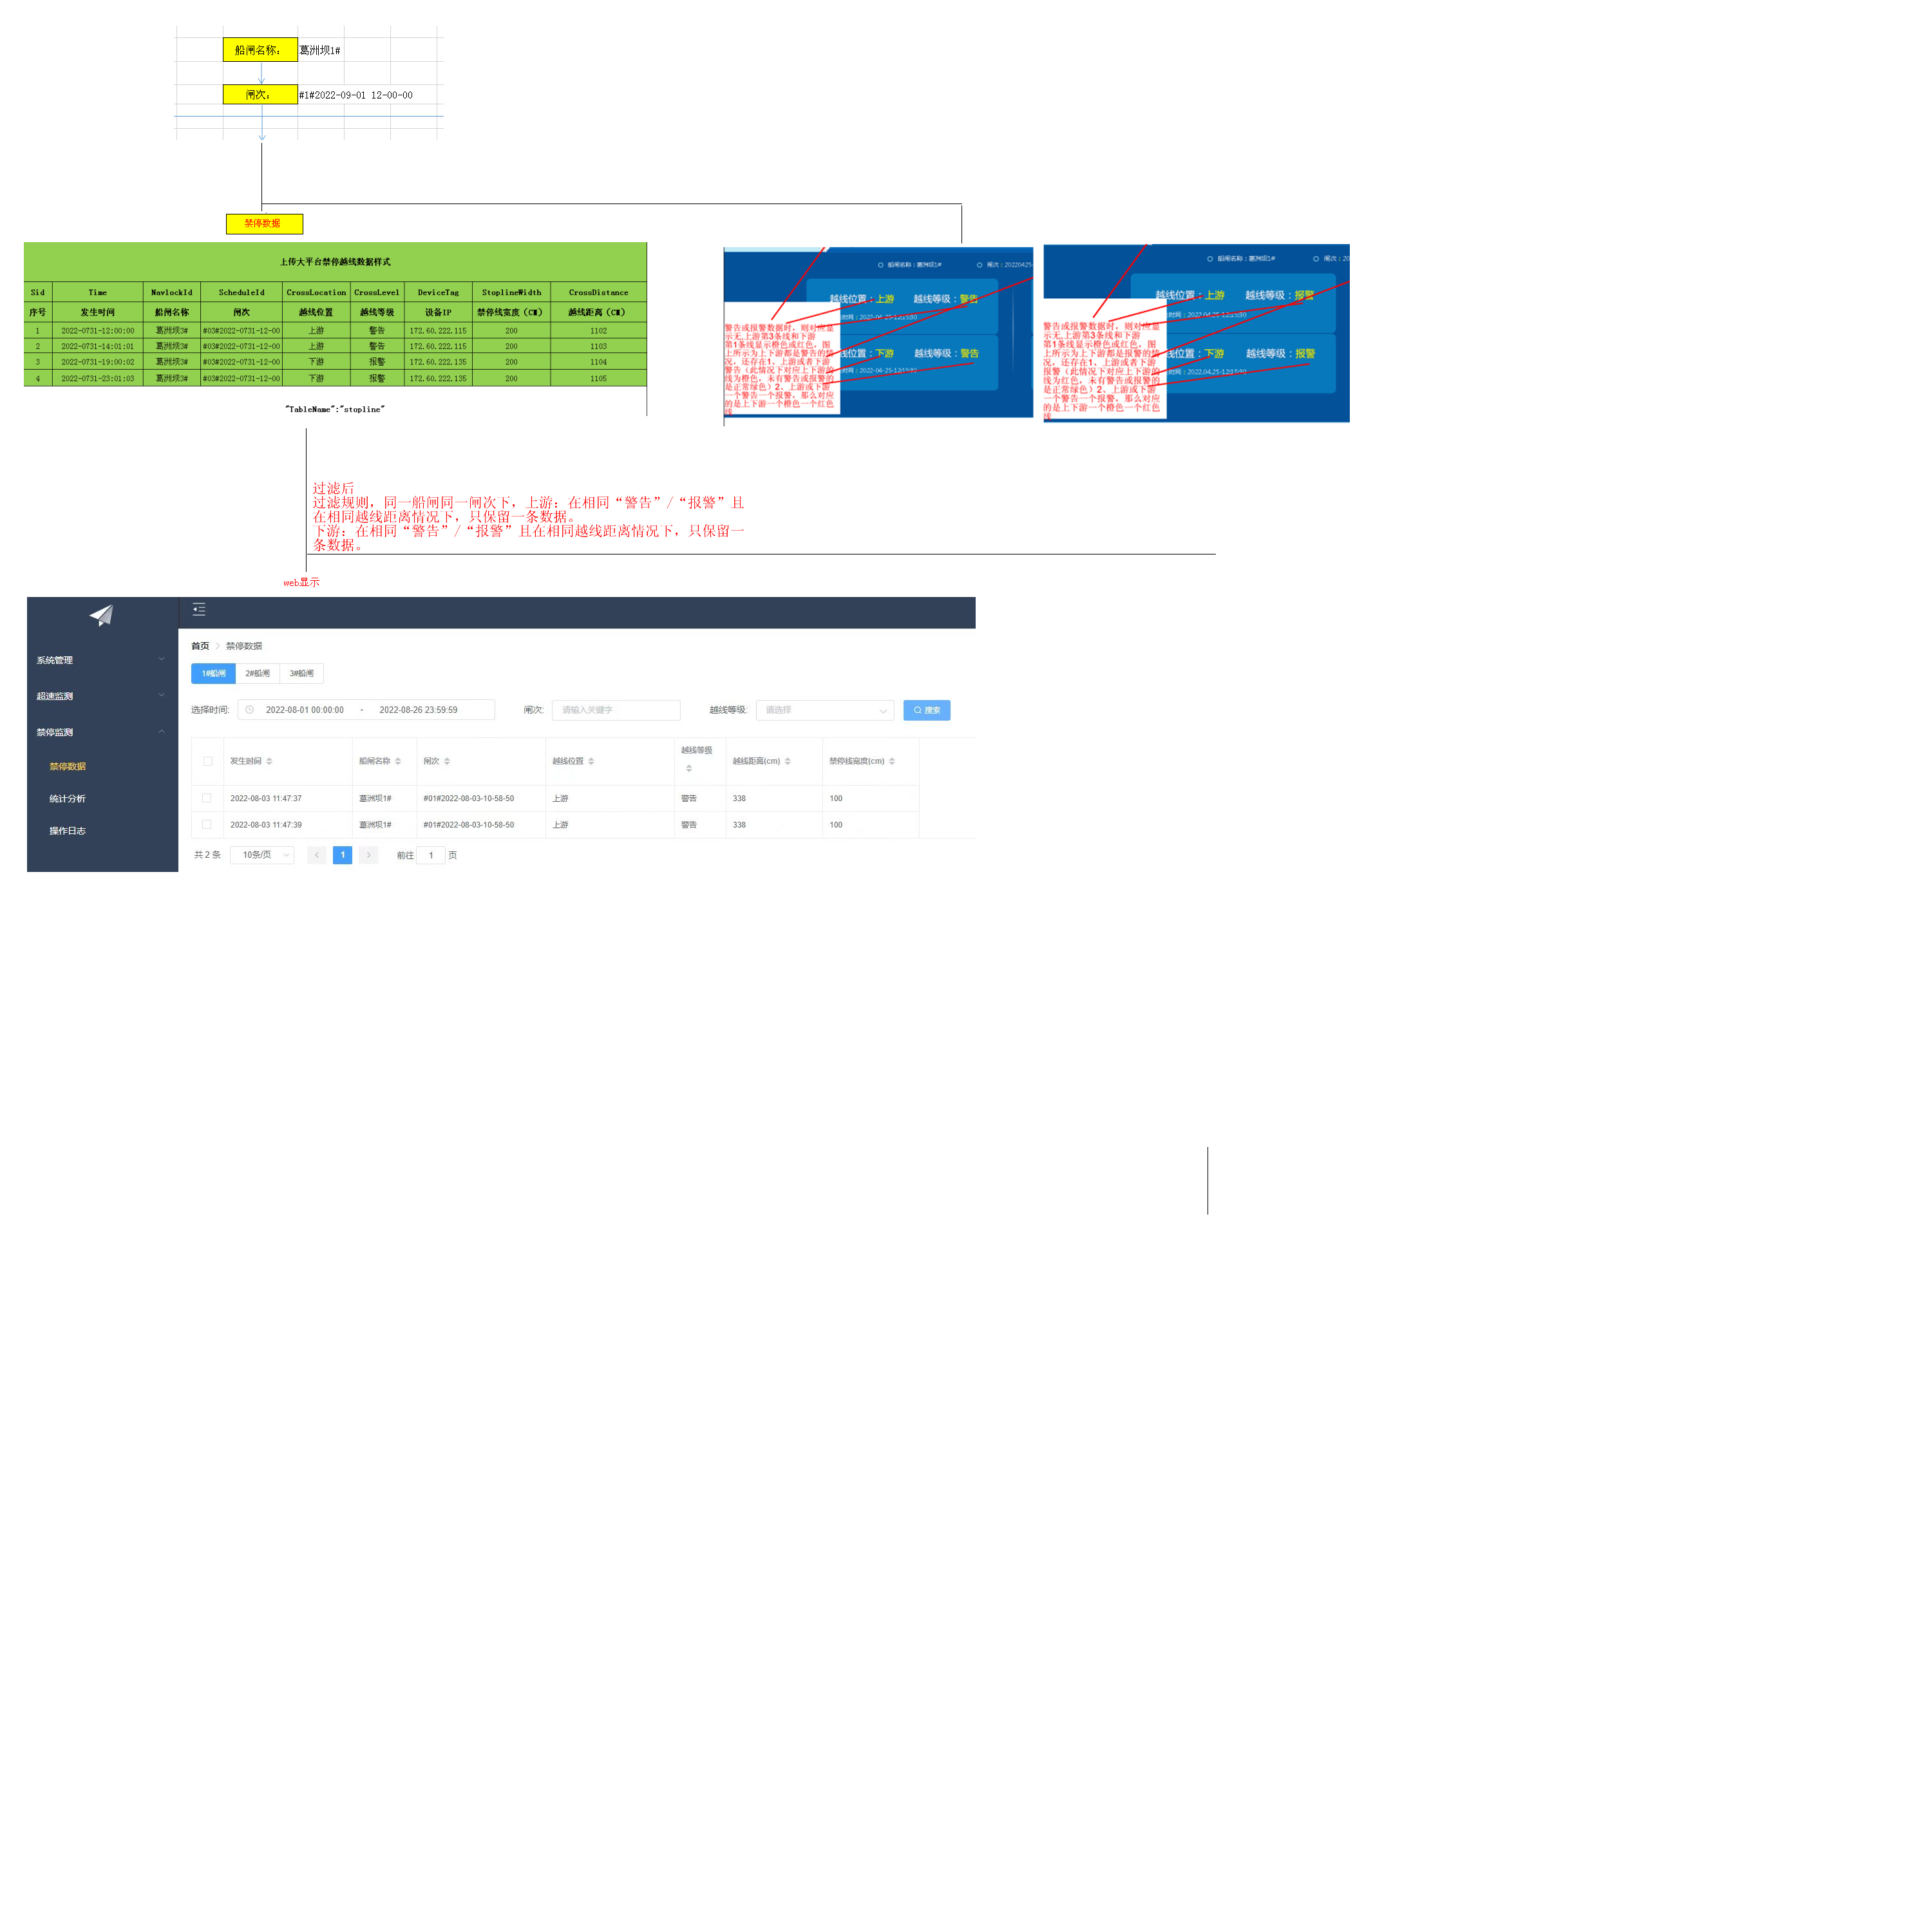 船闸名称： 葛洲坝1#
闸次： #1#2022-09-01 12-00-00
禁停数据
上传大平台禁停越线数据样式
Sid Time NavlockId ScheduleId CrossLocation CrossLevel DeviceTag StoplineWidth CrossDistance
序号 发生时间 船闸名称 闸次 越线位置 越线等级 设备IP 禁停线宽度（CM） 越线距离（CM）
1 2022-0731-12:00:00 葛洲坝3# #03#2022-0731-12-00 上游 警告 172.60.222.115 200 1102
2 2022-0731-14:01:01 葛洲坝3# #03#2022-0731-12-00 上游 警告 172.60.222.115 200 1103
3 2022-0731-19:00:02 葛洲坝3# #03#2022-0731-12-00 下游 报警 172.60.222.135 200 1104
4 2022-0731-23:01:03 葛洲坝3# #03#2022-0731-12-00 下游 报警 172.60.222.135 200 1105
"TableName":"stopline"
船闸名称：葛洲坝1# 闸次：20220425-
越线位置：上游 越线等级：警告
时间：2022-04-25-12:15:30
线位置：下游 越线等级：警告
时间：2022-04-25-12:15:30
警告或报警数据时，则对应显
示无,上游第3条线和下游
第1条线显示橙色或红色，图
上所示为上下游都是警告的情
况，还存在1、上游或者下游
警告（此情况下对应上下游的
线为橙色，未有警告或报警的
是正常绿色）2、上游或下游
一个警告一个报警，那么对应
的是上下游一个橙色一个红色
线
船闸名称：葛洲坝1# 闸次：20
越线位置：上游 越线等级：报警
时间：2022.04.25-12:15:30
线位置：下游 越线等级：报警
时间：2022.04.25-12:15:30
警告或报警数据时，则对应显
示无,上游第3条线和下游
第1条线显示橙色或红色，图
上所示为上下游都是报警的情
况，还存在1、上游或者下游
报警（此情况下对应上下游的
线为红色，未有警告或报警的
是正常绿色）2、上游或下游
一个警告一个报警，那么对应
的是上下游一个橙色一个红色
线
过滤后
过滤规则，同一船闸同一闸次下，上游：在相同“警告”/“报警”且
在相同越线距离情况下，只保留一条数据。
下游：在相同“警告”/“报警”且在相同越线距离情况下，只保留一
条数据。
web显示
系统管理
超速监测
禁停监测
禁停数据
统计分析
操作日志
首页 > 禁停数据
1#船闸 2#船闸 3#船闸
选择时间: 2022-08-01 00:00:00 - 2022-08-26 23:59:59 闸次: 请输入关键字 越线等级: 请选择 搜索
发生时间 船闸名称 闸次 越线位置 越线等级 越线距离(cm) 禁停线宽度(cm)
2022-08-03 11:47:37 葛洲坝1# #01#2022-08-03-10-58-50 上游 警告 338 100
2022-08-03 11:47:39 葛洲坝1# #01#2022-08-03-10-58-50 上游 警告 338 100
共 2 条 10条/页 < 1 > 前往 1 页